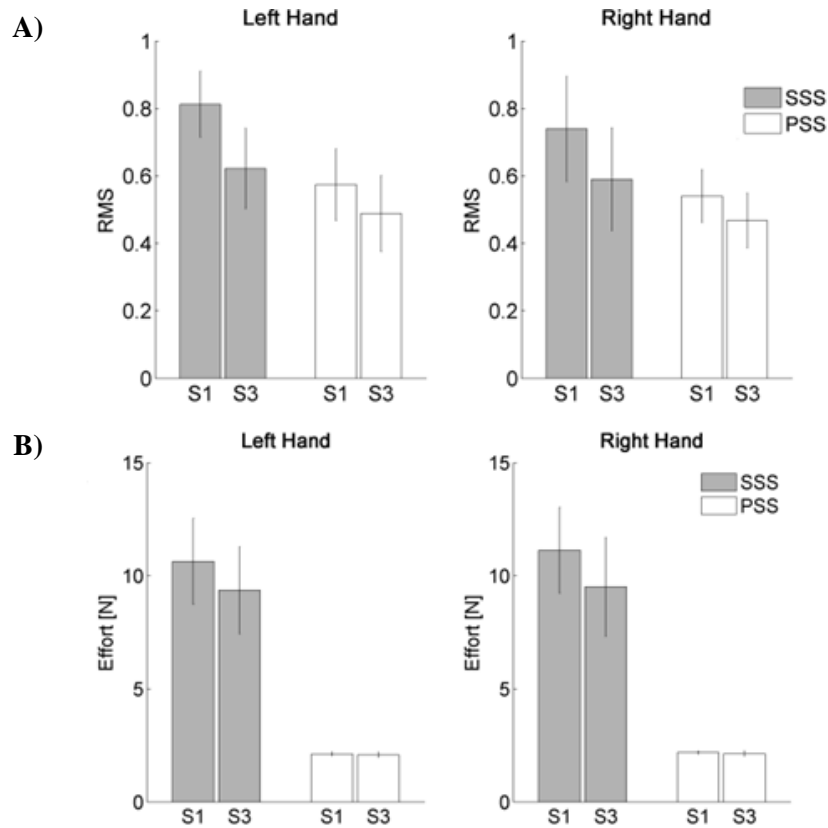 A)
Left Hand
RMS
1
0.8
0.6
0.4
0.2
0
S1 S3 S1 S3
Right Hand
RMS
1
0.8
0.6
0.4
0.2
0
S1 S3 S1 S3
SSS
PSS
B)
Left Hand
Effort [N]
15
10
5
0
S1 S3 S1 S3
Right Hand
Effort [N]
15
10
5
0
S1 S3 S1 S3
SSS
PSS